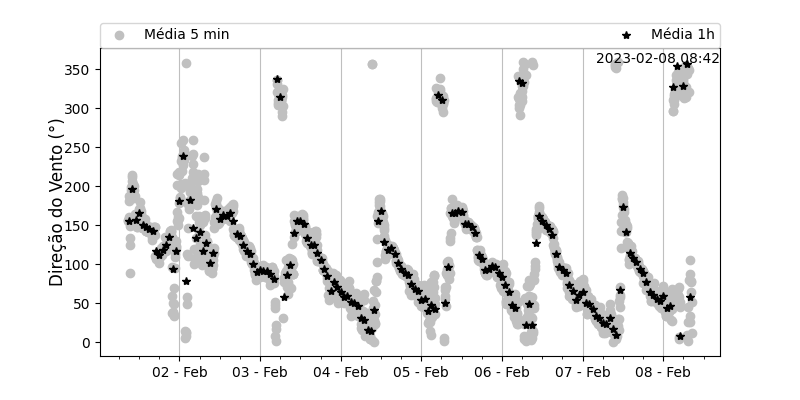 Média 5 min
Média 1h
2023-02-08 08:42
Direção do Vento (°)
350
300
250
200
150
100
50
0
02 - Feb
03 - Feb
04 - Feb
05 - Feb
06 - Feb
07 - Feb
08 - Feb